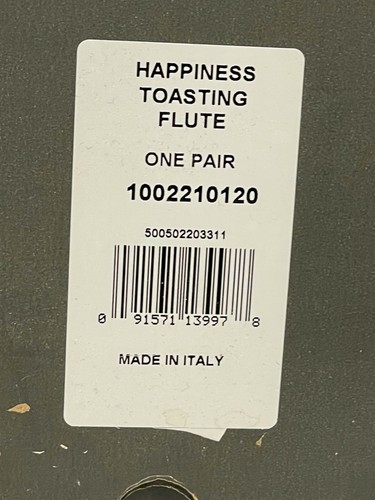 HAPPINESS
TOASTING
FLUTE
ONE PAIR
1002210120
500502203311
0 91571 13997 8
MADE IN ITALY